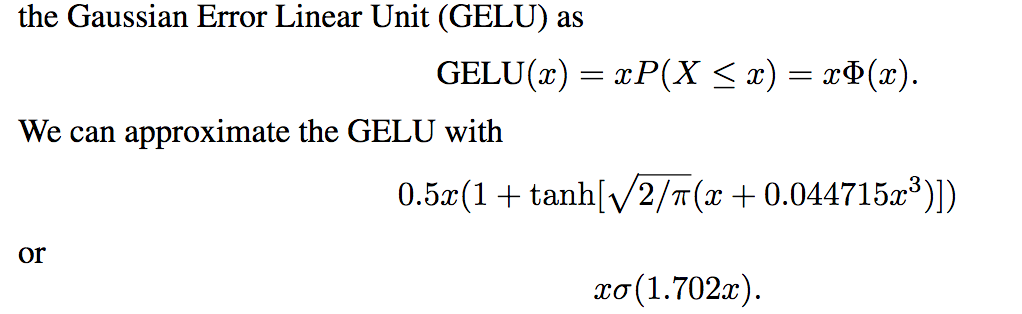 the Gaussian Error Linear Unit (GELU) as
GELU(x) = xP(X ≤ x) = xΦ(x).
We can approximate the GELU with
0.5x(1 + tanh[√2/π(x + 0.044715x³)])
or
xσ(1.702x).